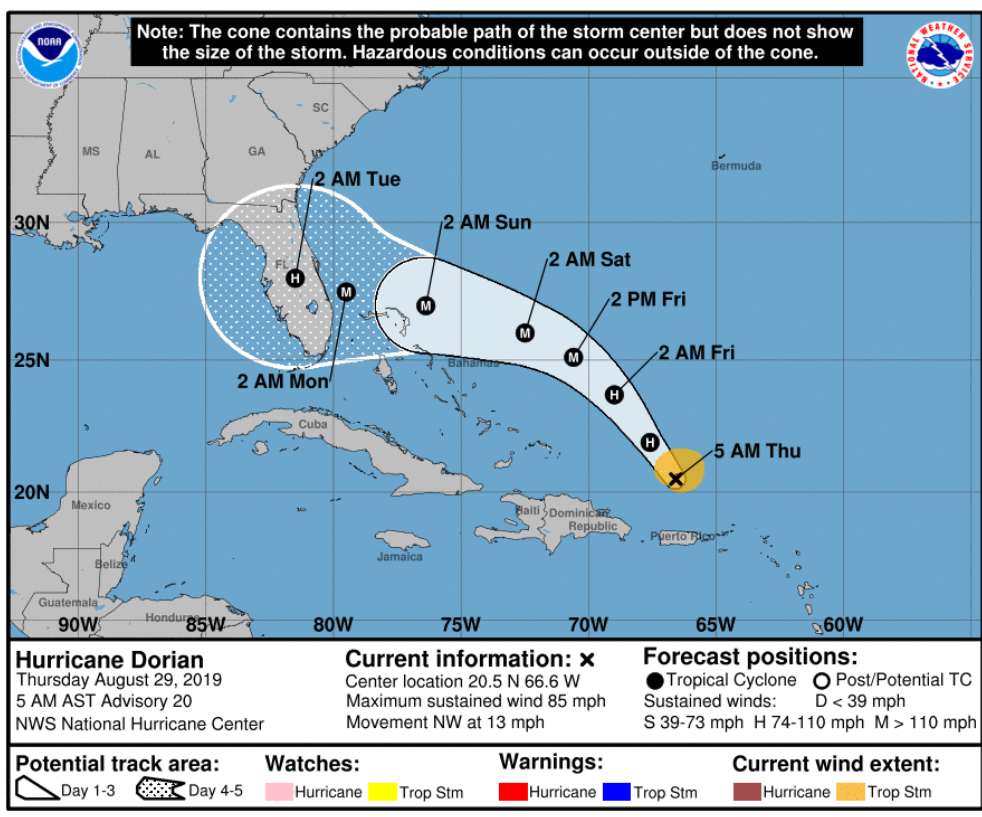 Note: The cone contains the probable path of the storm center but does not show
the size of the storm. Hazardous conditions can occur outside of the cone.
NOAA
NATIONAL WEATHER SERVICE
SC
MS
AL
GA
Bermuda
2 AM Tue
30N
2 AM Sun
FL
2 AM Sat
H
M
M
2 PM Fri
M
M
25N
Bahamas
2 AM Fri
2 AM Mon
H
Cuba
H
5 AM Thu
20N
Mexico
Haiti
Dominican
Republic
Puerto Rico
Jamaica
Belize
Guatemala
Honduras
90W 85W 80W 75W 70W 65W 60W
Hurricane Dorian
Thursday August 29, 2019
5 AM AST Advisory 20
NWS National Hurricane Center
Current information: x
Center location 20.5 N 66.6 W
Maximum sustained wind 85 mph
Movement NW at 13 mph
Forecast positions:
Tropical Cyclone Post/Potential TC
Sustained winds: D < 39 mph
S 39-73 mph H 74-110 mph M > 110 mph
Potential track area:
Day 1-3 Day 4-5
Watches:
Hurricane Trop Stm
Warnings:
Hurricane Trop Stm
Current wind extent:
Hurricane Trop Stm